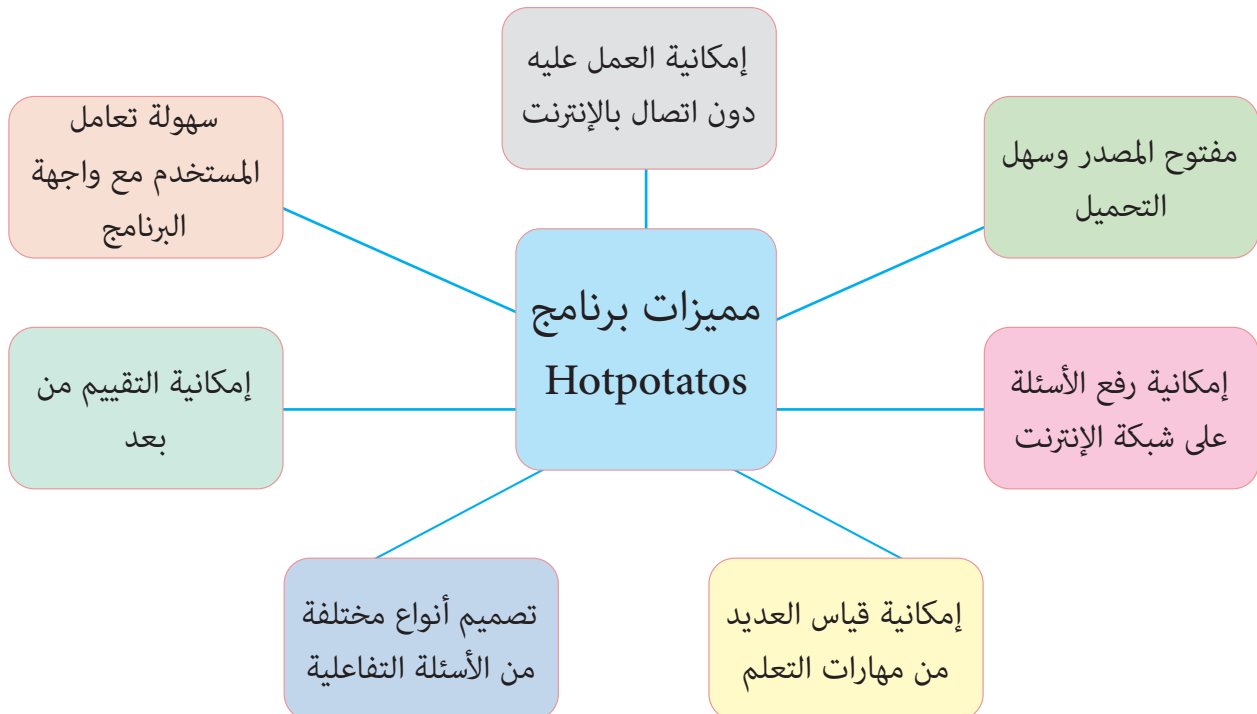 إمكانية العمل عليه
دون اتصال بالإنترنت
مفتوح المصدر وسهل
التحميل
سهولة تعامل
المستخدم مع واجهة
البرنامج
مميزات برنامج
Hotpotatos
إمكانية رفع الأسئلة
على شبكة الإنترنت
إمكانية التقييم من
بعد
إمكانية قياس العديد
من مهارات التعلم
تصميم أنواع مختلفة
من الأسئلة التفاعلية